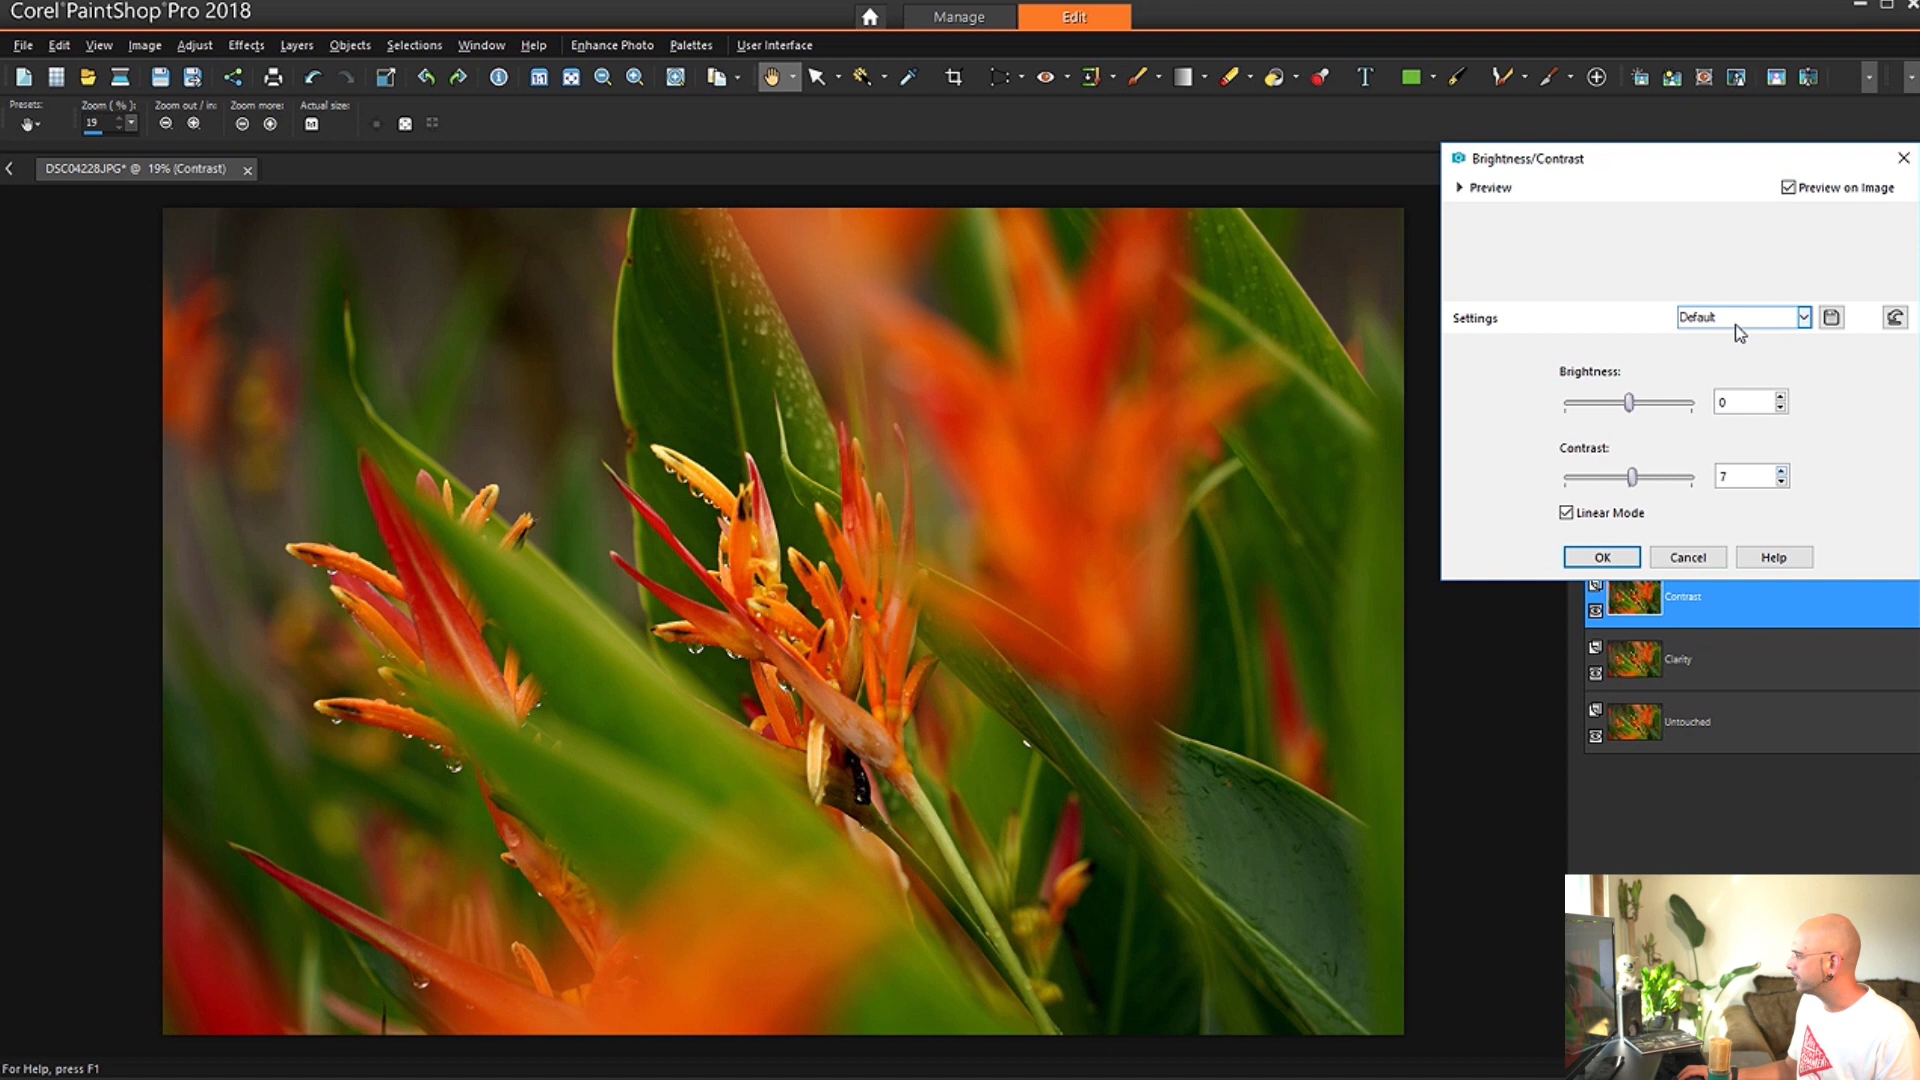 Corel PaintShop Pro 2018
Manage
Edit
File Edit View Image Adjust Effects Layers Objects Selections Window Help Enhance Photo Palettes User Interface
Presets: Zoom ( % ): Zoom out / in: Zoom more: Actual size:
19
DSC04228JPG* @ 19% (Contrast)
Brightness/Contrast
Preview
Preview on Image
Settings
Default
Brightness:
0
Contrast:
7
Linear Mode
OK
Cancel
Help
Contrast
Clarity
Untouched
For Help, press F1